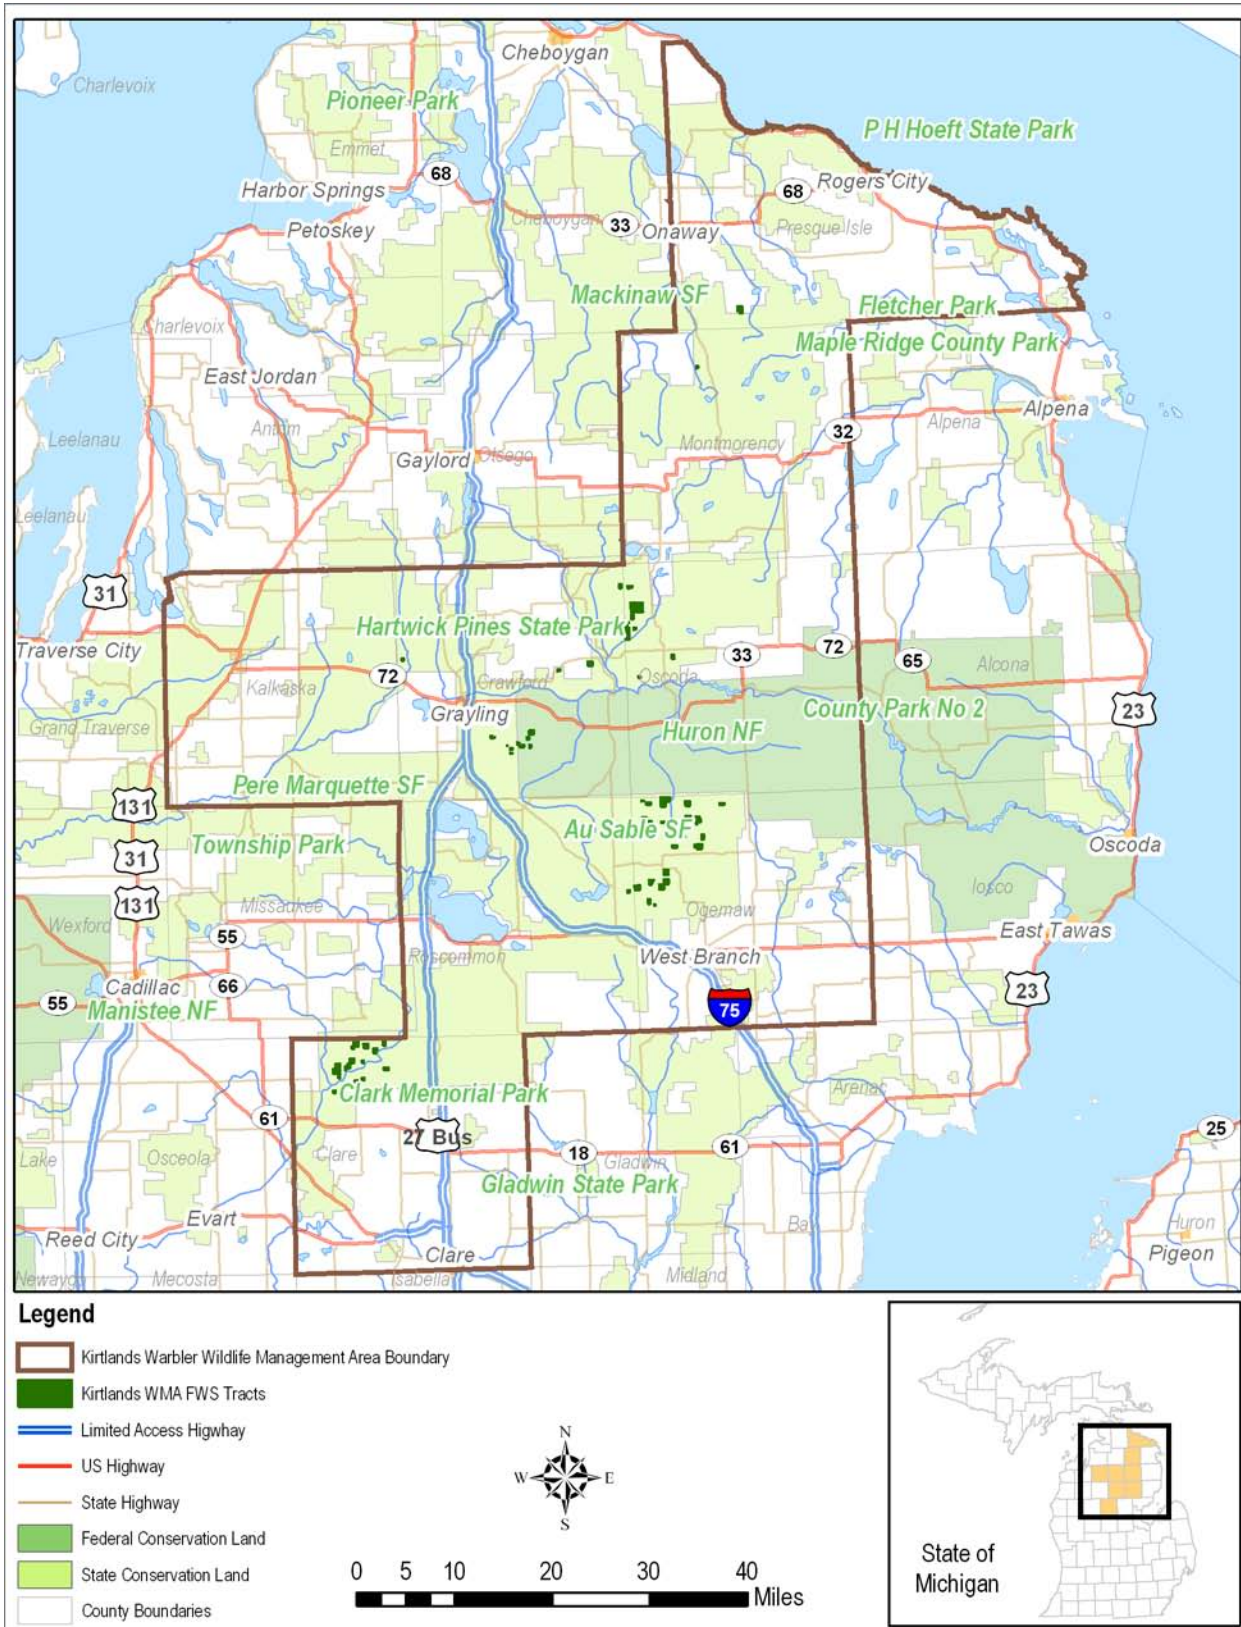 Cheboygan
Charlevoix
Pioneer Park
P H Hoeft State Park
Emmet
68
Rogers City
Harbor Springs
68
Cheboygan
33
Onaway
Presque Isle
Petoskey
Mackinaw SF
Fletcher Park
Charlevoix
Maple Ridge County Park
East Jordan
Alpena
Leelanau
Antrim
32
Alpena
Montmorency
Gaylord
Otsego
Leelanau
31
Hartwick Pines State Park
Traverse City
33
72
65
Alcona
72
Kalkaska
Crawford
Oscoda
Grayling
County Park No 2
23
Grand Traverse
Huron NF
Pere Marquette SF
131
Au Sable SF
Township Park
Oscoda
31
Iosco
131
Missaukee
Ogemaw
Wexford
55
East Tawas
Roscommon
West Branch
Cadillac
66
23
55
Manistee NF
75
Clark Memorial Park
Arenac
61
27 Bus
25
61
Lake
Osceola
Clare
18
Gladwin
Gladwin State Park
Evart
Bay
Huron
Reed City
Clare
Pigeon
Newaygo
Mecosta
Isabella
Midland
Legend
Kirtlands Warbler Wildlife Management Area Boundary
Kirtlands WMA FWS Tracts
Limited Access Higwhay
US Highway
State Highway
Federal Conservation Land
State Conservation Land
County Boundaries
N
W E
S
0 5 10 20 30 40
Miles
State of
Michigan